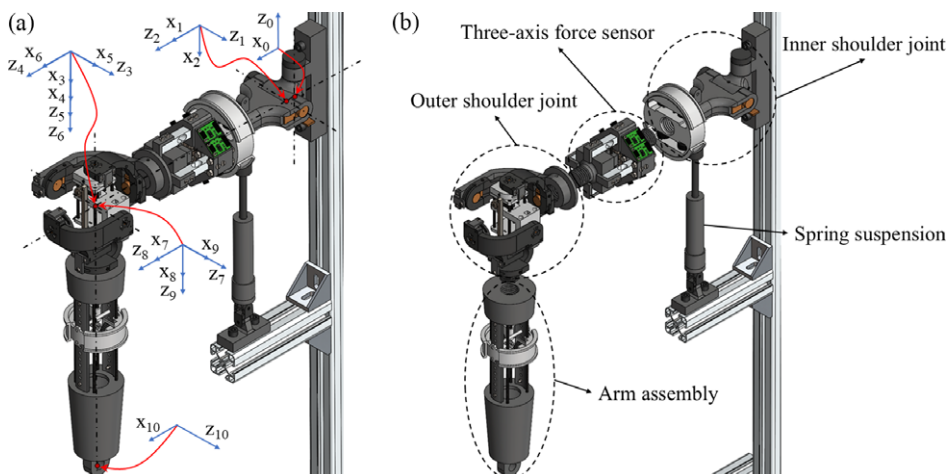 (a)
z0
x1
z2
z1
x0
x2
x6
z4
x5
z3
x3
x4
z5
z6
x7
x9
z8
x8
z7
z9
x10
z10
(b)
Three-axis force sensor
Inner shoulder joint
Outer shoulder joint
Spring suspension
Arm assembly